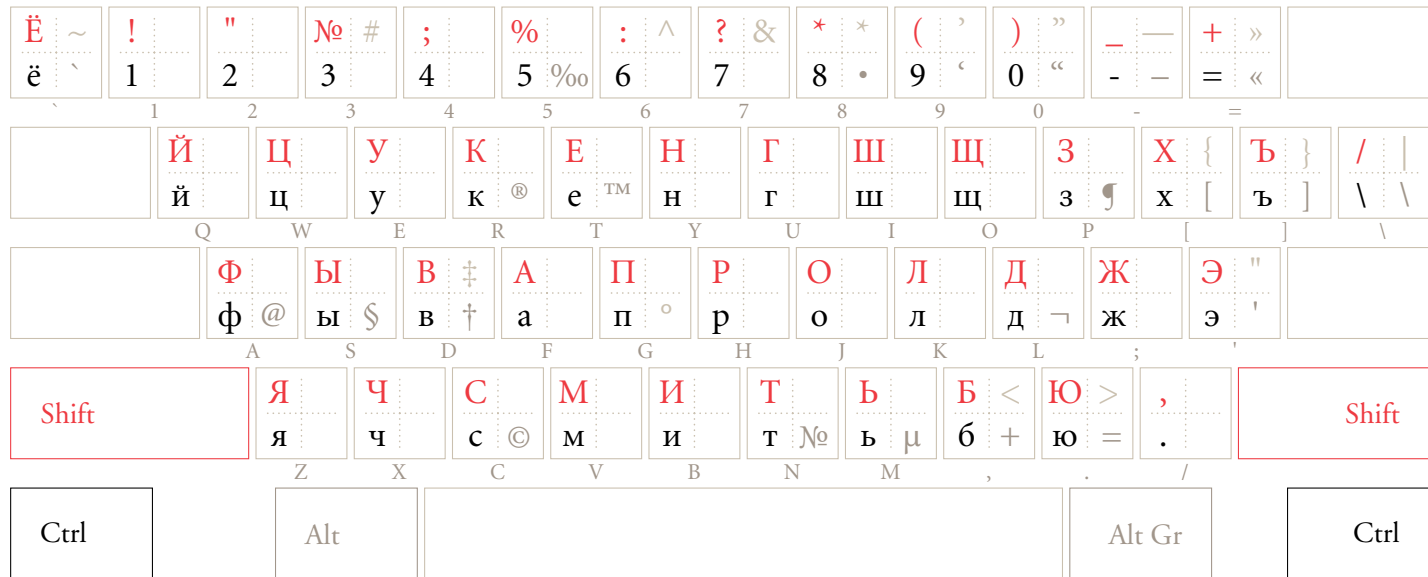 Ё ~ ! " № # ; % : ^ ? & * * ( ’ ) ” _ — + »
ё ` 1 2 3 4 5 ‰ 6 7 8 • 9 ‘ 0 “ - – = «
` 1 2 3 4 5 6 7 8 9 0 - =
Й Ц У К Е Н Г Ш Щ З Х { Ъ } / |
й ц у к ® е ™ н г ш щ з ¶ х [ ъ ] \ \
Q W E R T Y U I O P [ ] \
Ф Ы В ‡ А П Р О Л Д Ж Э "
ф @ ы § в † а п ° р о л д ¬ ж э '
A S D F G H J K L ; '
Shift Я Ч С М И Т Ь Б < Ю > , Shift
я ч с © м и т № ь µ б + ю = .
Z X C V B N M , . /
Ctrl Alt Alt Gr Ctrl